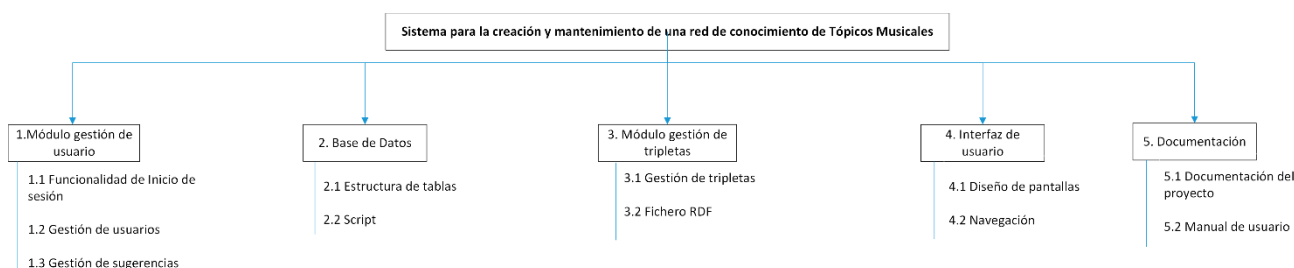 Sistema para la creación y mantenimiento de una red de conocimiento de Tópicos Musicales
1.Módulo gestión de
usuario
1.1 Funcionalidad de Inicio de
sesión
1.2 Gestión de usuarios
1.3 Gestión de sugerencias
2. Base de Datos
2.1 Estructura de tablas
2.2 Script
3. Módulo gestión de
tripletas
3.1 Gestión de tripletas
3.2 Fichero RDF
4. Interfaz de
usuario
4.1 Diseño de pantallas
4.2 Navegación
5. Documentación
5.1 Documentación del
proyecto
5.2 Manual de usuario